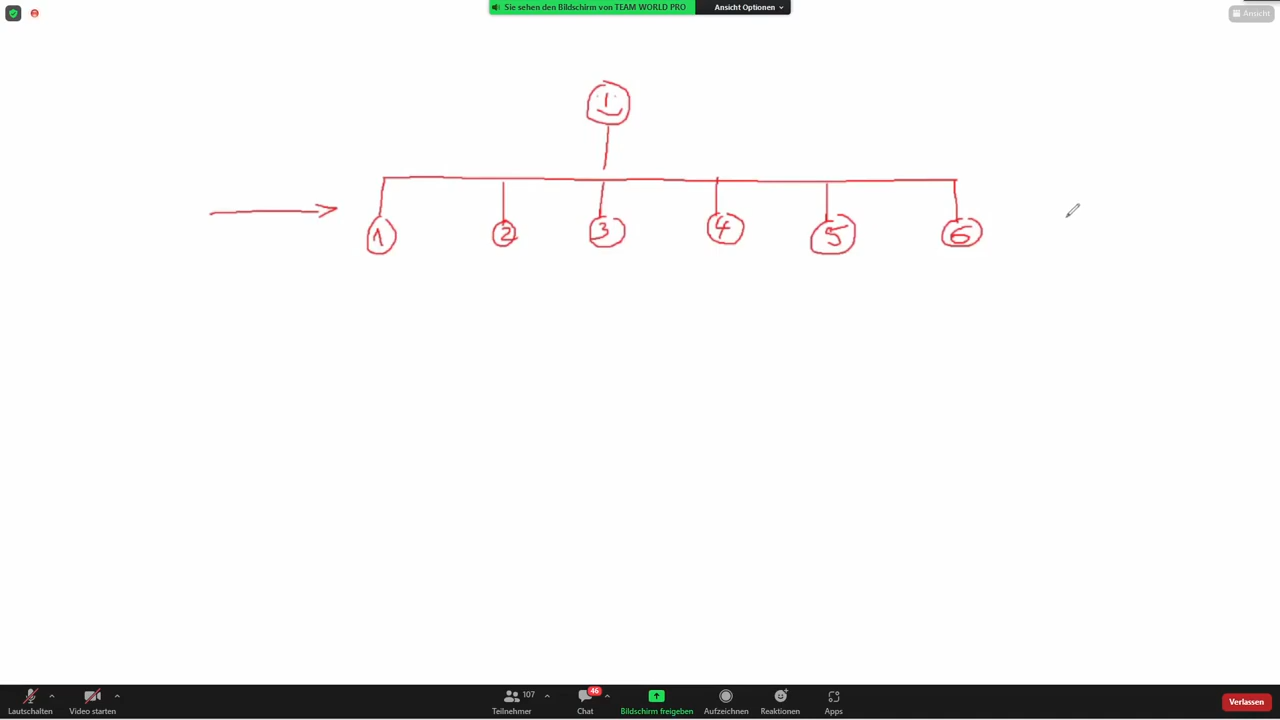 Sie sehen den Bildschirm von TEAM WORLD PRO
Ansicht Optionen
Ansicht
1 2 3 4 5 6
Lautschalten
Video starten
107
Teilnehmer
46
Chat
Bildschirm freigeben
Aufzeichnen
Reaktionen
Apps
Verlassen